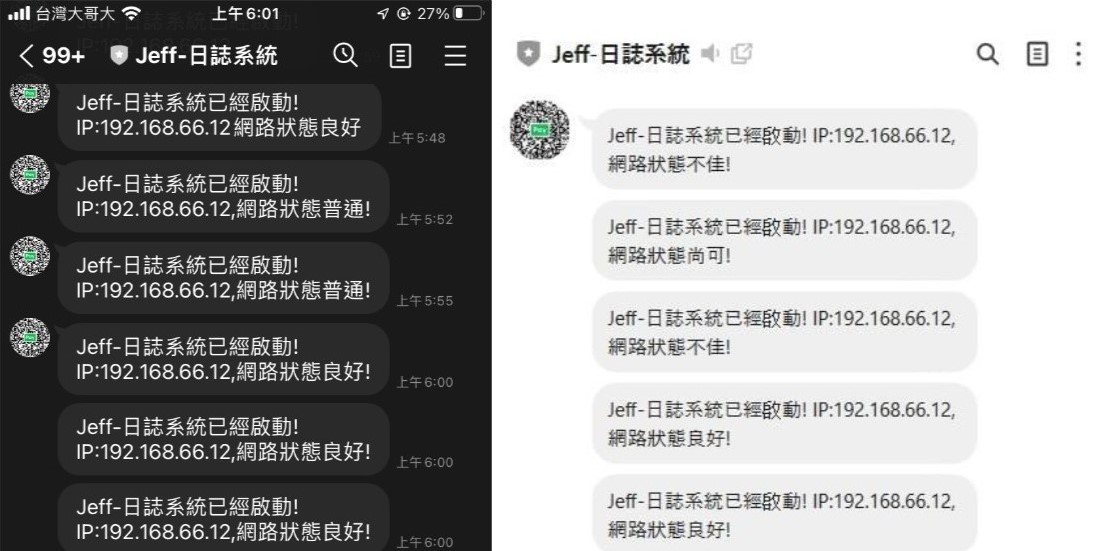 台灣大哥大 上午6:01 27%
99+ Jeff-日誌系統
Jeff-日誌系統已經啟動!
IP:192.168.66.12網路狀態良好
上午5:48
Jeff-日誌系統已經啟動!
IP:192.168.66.12,網路狀態普通!
上午5:52
Jeff-日誌系統已經啟動!
IP:192.168.66.12,網路狀態普通!
上午5:55
Jeff-日誌系統已經啟動!
IP:192.168.66.12,網路狀態良好!
上午6:00
Jeff-日誌系統已經啟動!
IP:192.168.66.12,網路狀態良好!
上午6:00
Jeff-日誌系統已經啟動!
IP:192.168.66.12,網路狀態良好!
上午6:00
Jeff-日誌系統
Pay
Jeff-日誌系統已經啟動! IP:192.168.66.12,
網路狀態不佳!
Jeff-日誌系統已經啟動! IP:192.168.66.12,
網路狀態尚可!
Jeff-日誌系統已經啟動! IP:192.168.66.12,
網路狀態不佳!
Jeff-日誌系統已經啟動! IP:192.168.66.12,
網路狀態良好!
Jeff-日誌系統已經啟動! IP:192.168.66.12,
網路狀態良好!